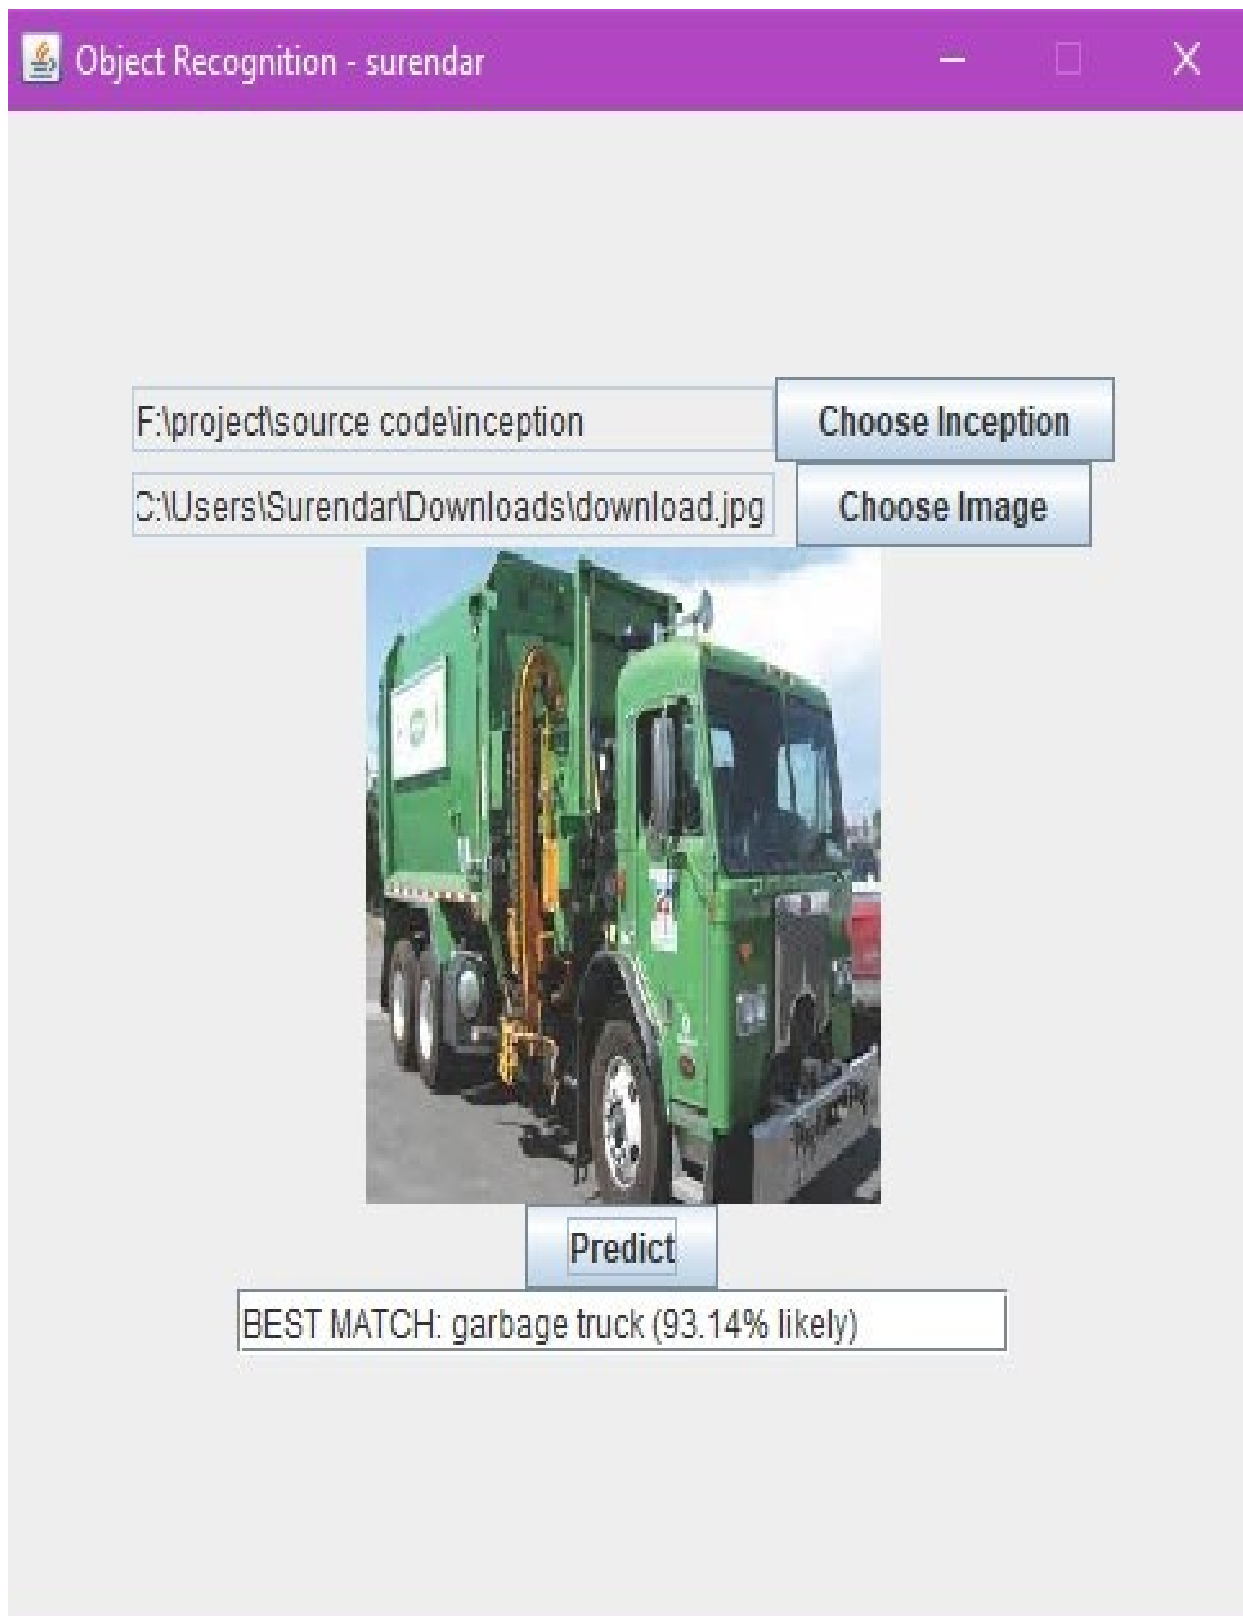 Object Recognition - surendar
F:\project\source code\inception Choose Inception
C:\Users\Surendar\Downloads\download.jpg Choose Image
Predict
BEST MATCH: garbage truck (93.14% likely)